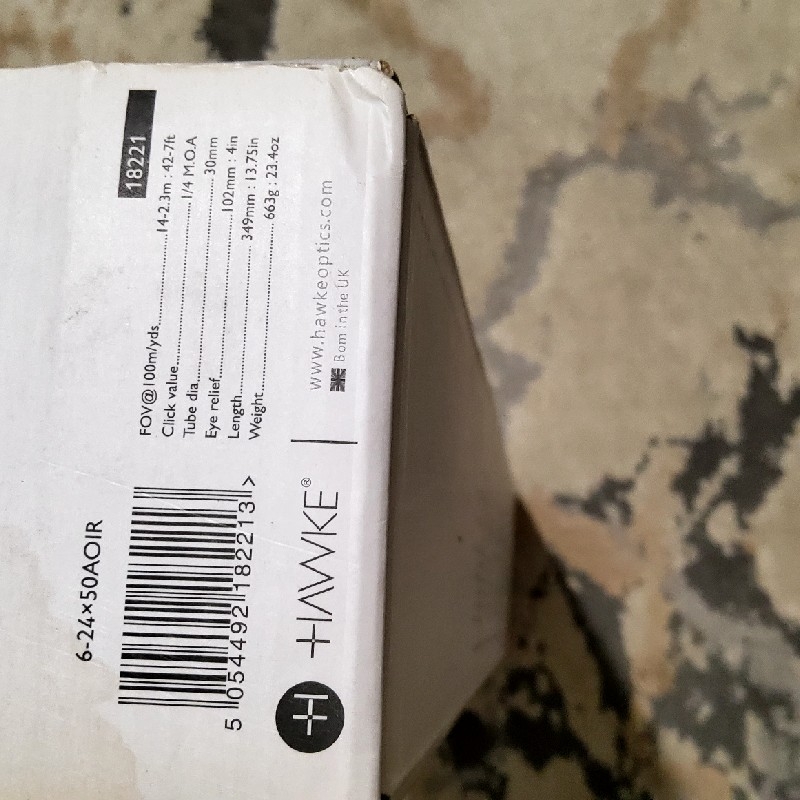 18221
FOV@100m/yds..........14-2.3m : 42-7ft
Click value..........1/4 M.O.A
Tube dia..........30mm
Eye relief..........102mm : 4in
Length..........349mm : 13.75in
Weight..........663g : 23.4oz
www.hawkeoptics.com
Born in the UK
6-24×50AOIR
5 054492 182213 >
H HAWKE®